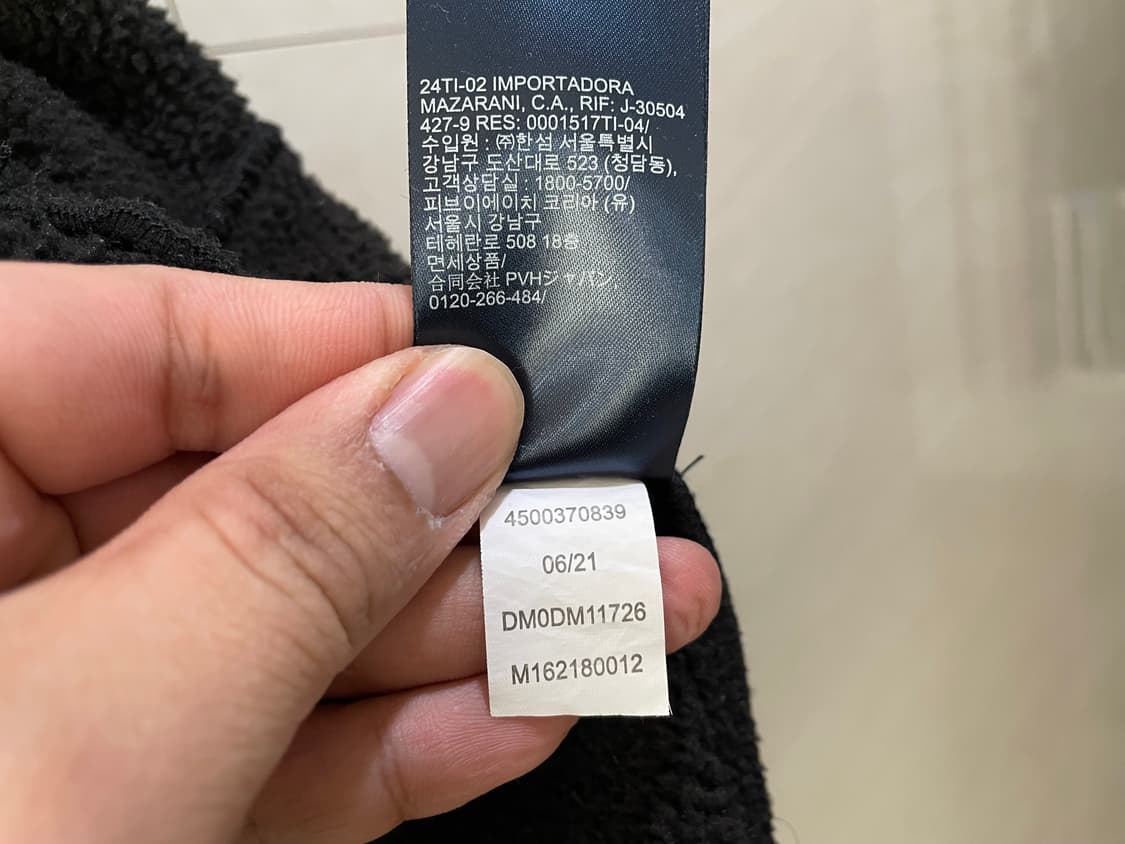 24TI-02 IMPORTADORA
MAZARANI, C.A., RIF: J-30504
427-9 RES: 0001517TI-04/
수입원 : ㈜한섬 서울특별시
강남구 도산대로 523 (청담동),
고객상담실 : 1800-5700/
피브이에이치 코리아 (유)
서울시 강남구
테헤란로 508 18층
면세상품/
合同会社 PVHジャパン,
0120-266-484/
4500370839
06/21
DM0DM11726
M162180012